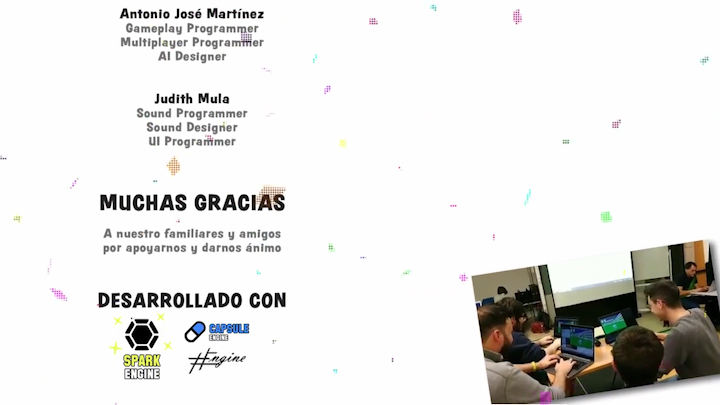 Antonio José Martínez
Gameplay Programmer
Multiplayer Programmer
AI Designer
Judith Mula
Sound Programmer
Sound Designer
UI Programmer
MUCHAS GRACIAS
A nuestro familiares y amigos
por apoyarnos y darnos ánimo
DESARROLLADO CON
SPARK
ENGINE
CAPSULE
ENGINE
Engine